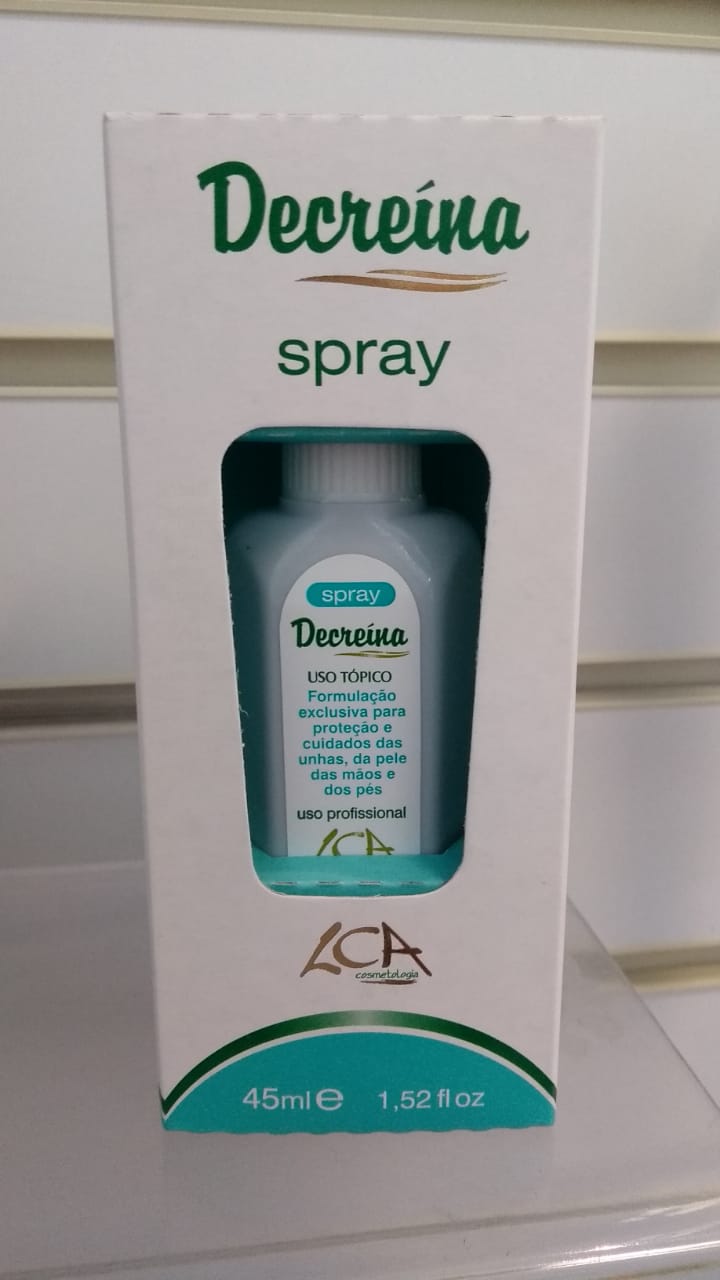 Decreína
spray
spray
Decreína
USO TÓPICO
Formulação
exclusiva para
proteção e
cuidados das
unhas, da pele
das mãos e
dos pés
uso profissional
LCA
LCA
cosmetologia
45ml e 1,52 fl oz